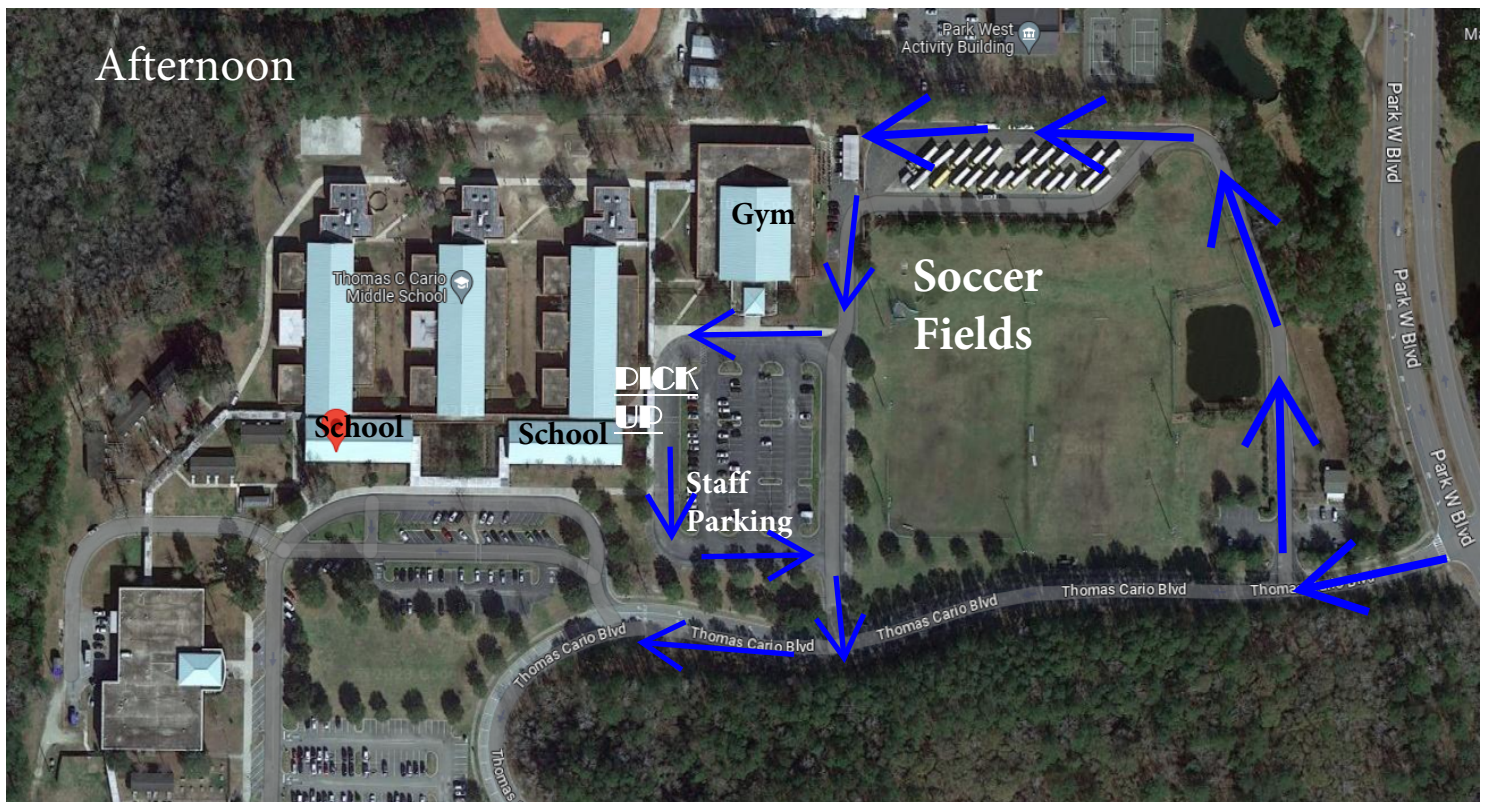 Afternoon
Park West
Activity Building
Ma
Park W Blvd
Gym
Thomas C Cario
Middle School
Soccer
Fields
Park W Blvd
PICK
UP
School
School
Staff
Parking
Park W Blvd
Thomas Cario Blvd
Thomas Cario Blvd
Thomas Cario Blvd
Thomas Cario Blvd
Thomas Cario Blvd
Thomas